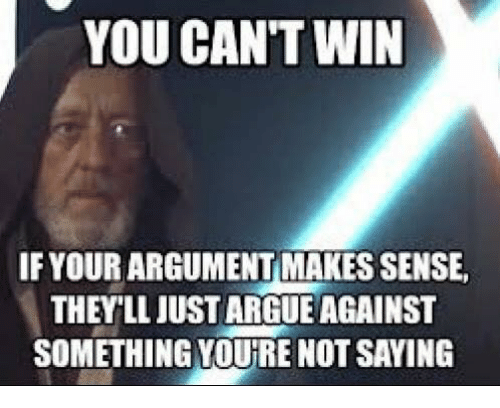 YOU CAN'T WIN
IF YOUR ARGUMENT MAKES SENSE,
THEY'LL JUST ARGUE AGAINST
SOMETHING YOU'RE NOT SAYING